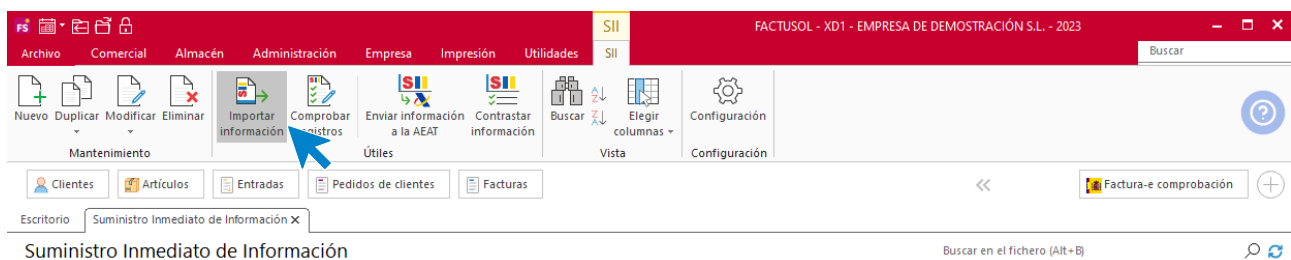 FS
SII
FACTUSOL - XD1 - EMPRESA DE DEMOSTRACIÓN S.L. - 2023
Archivo Comercial Almacén Administración Empresa Impresión Utilidades SII Buscar
Nuevo Duplicar Modificar Eliminar Importar información Comprobar registros Enviar información a la AEAT Contrastar información Buscar Elegir columnas Configuración
Mantenimiento Útiles Vista Configuración
Clientes Artículos Entradas Pedidos de clientes Facturas Factura-e comprobación
Escritorio Suministro Inmediato de Información
Suministro Inmediato de Información Buscar en el fichero (Alt+B)